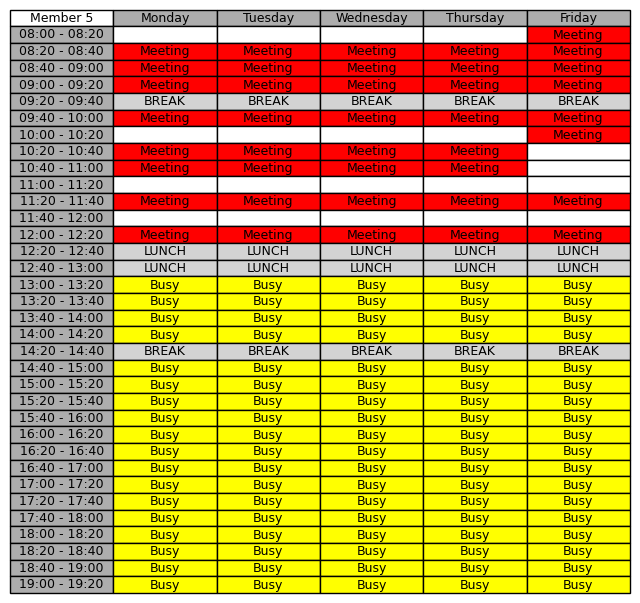 Member 5 Monday Tuesday Wednesday Thursday Friday
08:00 - 08:20 Meeting
08:20 - 08:40 Meeting Meeting Meeting Meeting Meeting
08:40 - 09:00 Meeting Meeting Meeting Meeting Meeting
09:00 - 09:20 Meeting Meeting Meeting Meeting Meeting
09:20 - 09:40 BREAK BREAK BREAK BREAK BREAK
09:40 - 10:00 Meeting Meeting Meeting Meeting Meeting
10:00 - 10:20 Meeting
10:20 - 10:40 Meeting Meeting Meeting Meeting
10:40 - 11:00 Meeting Meeting Meeting Meeting
11:00 - 11:20
11:20 - 11:40 Meeting Meeting Meeting Meeting Meeting
11:40 - 12:00
12:00 - 12:20 Meeting Meeting Meeting Meeting Meeting
12:20 - 12:40 LUNCH LUNCH LUNCH LUNCH LUNCH
12:40 - 13:00 LUNCH LUNCH LUNCH LUNCH LUNCH
13:00 - 13:20 Busy Busy Busy Busy Busy
13:20 - 13:40 Busy Busy Busy Busy Busy
13:40 - 14:00 Busy Busy Busy Busy Busy
14:00 - 14:20 Busy Busy Busy Busy Busy
14:20 - 14:40 BREAK BREAK BREAK BREAK BREAK
14:40 - 15:00 Busy Busy Busy Busy Busy
15:00 - 15:20 Busy Busy Busy Busy Busy
15:20 - 15:40 Busy Busy Busy Busy Busy
15:40 - 16:00 Busy Busy Busy Busy Busy
16:00 - 16:20 Busy Busy Busy Busy Busy
16:20 - 16:40 Busy Busy Busy Busy Busy
16:40 - 17:00 Busy Busy Busy Busy Busy
17:00 - 17:20 Busy Busy Busy Busy Busy
17:20 - 17:40 Busy Busy Busy Busy Busy
17:40 - 18:00 Busy Busy Busy Busy Busy
18:00 - 18:20 Busy Busy Busy Busy Busy
18:20 - 18:40 Busy Busy Busy Busy Busy
18:40 - 19:00 Busy Busy Busy Busy Busy
19:00 - 19:20 Busy Busy Busy Busy Busy